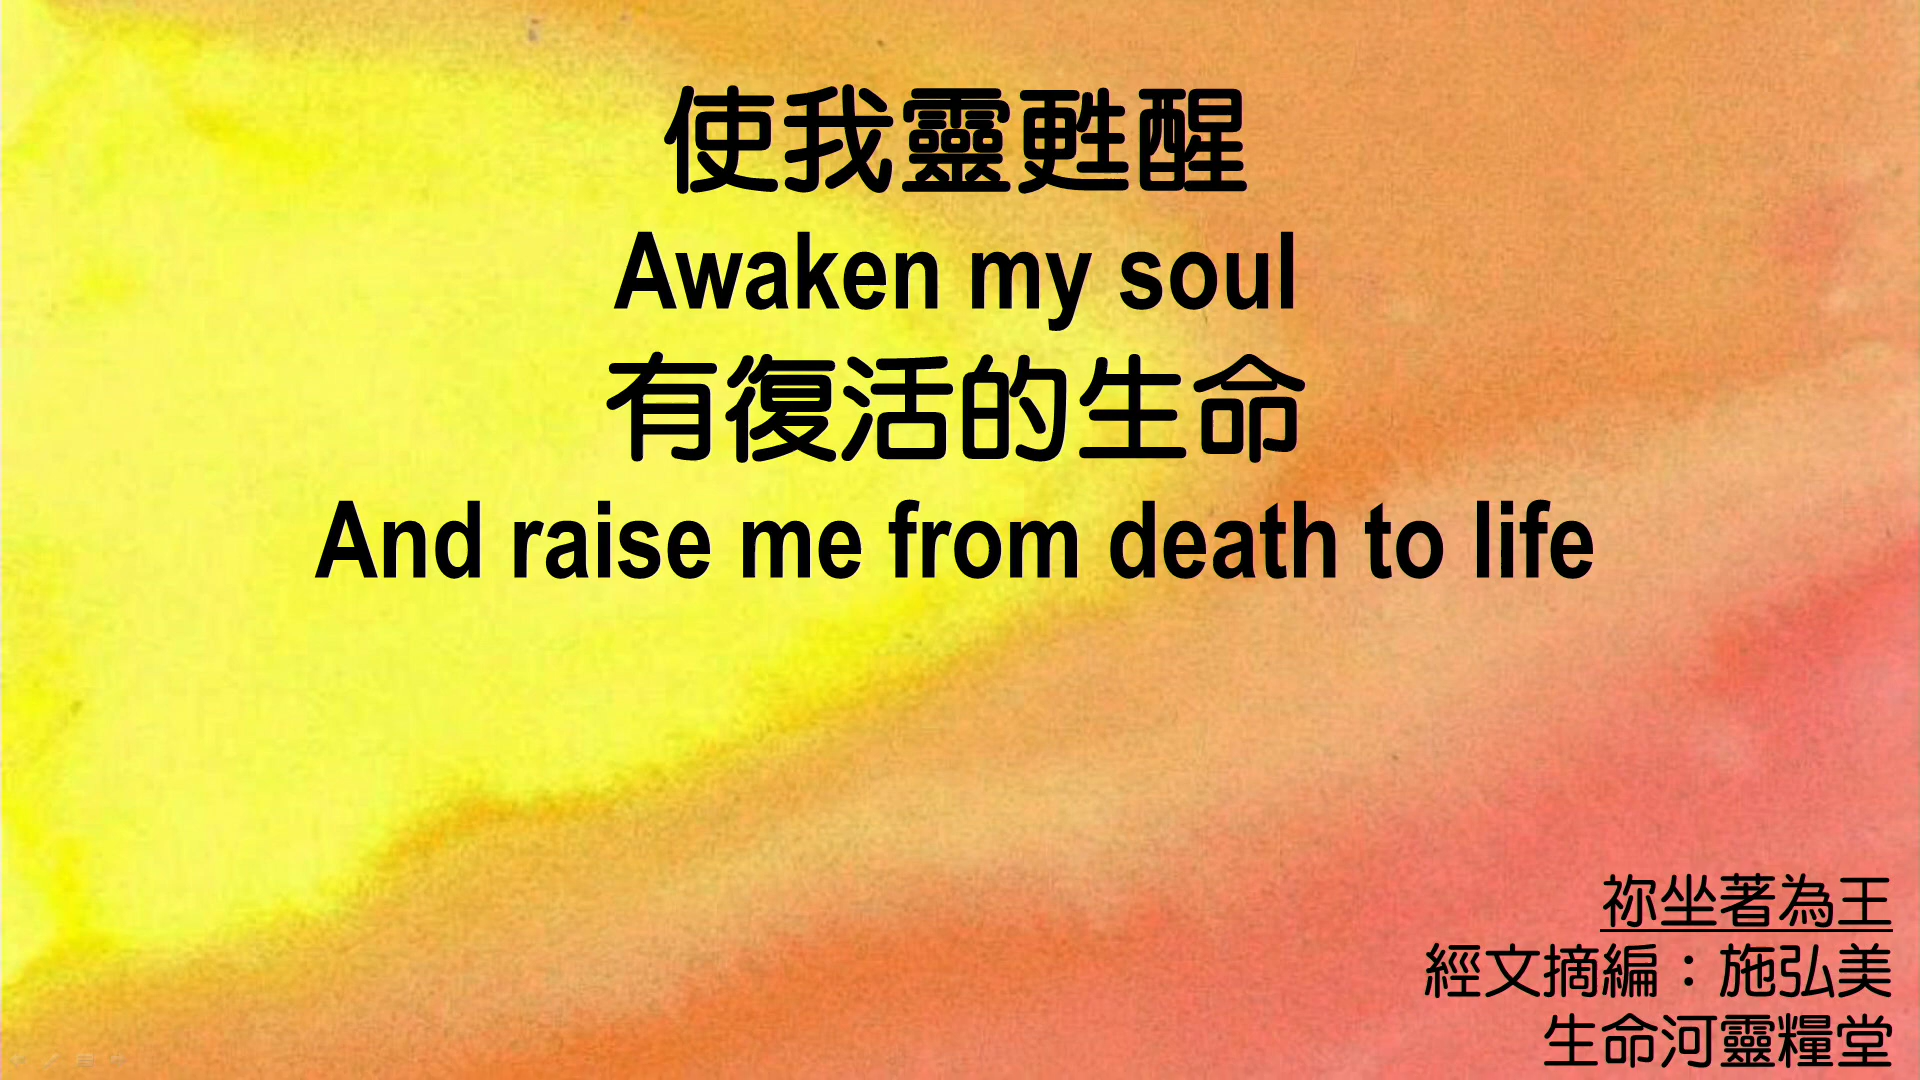 使我靈甦醒
Awaken my soul
有復活的生命
And raise me from death to life
祢坐著為王
經文摘編：施弘美
生命河靈糧堂